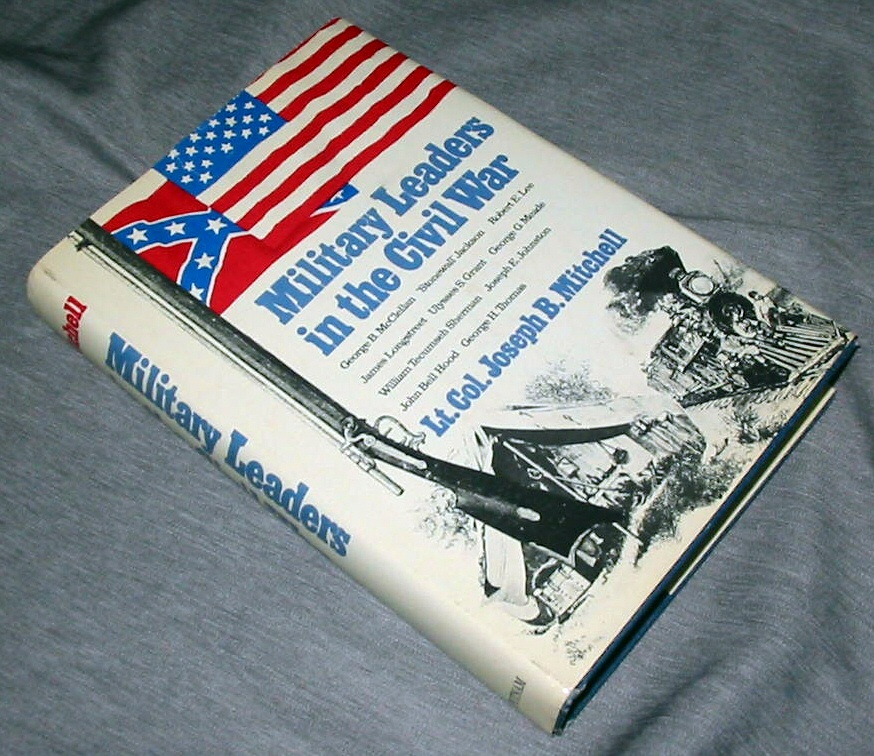 Military Leaders
in the Civil War
George B. McClellan "Stonewall" Jackson Robert E. Lee
James Longstreet Ulysses S. Grant George G. Meade
William Tecumseh Sherman Joseph E. Johnston
John Bell Hood George H. Thomas
Lt. Col. Joseph B. Mitchell
Military Leaders